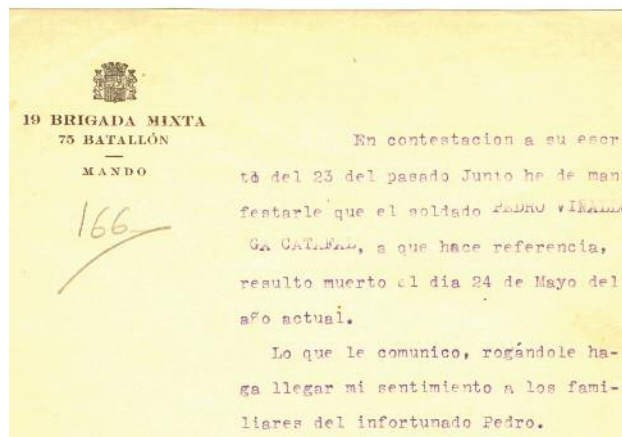 19 BRIGADA MIXTA
75 BATALLÓN
MANDO
166
En contestacion a su escr
to del 23 del pasado Junio he de man
festarle que el soldado PEDRO
GA a que hace referencia,
resulto muerto el dia 24 de Mayo del
año actual.
Lo que le comunico, rogándole ha-
ga llegar mi sentimiento a los fami-
liares del infortunado Pedro.